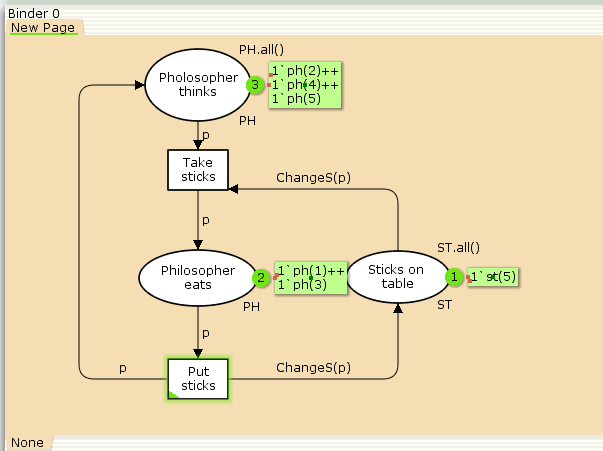 Binder 0
New Page
PH.all()
Pholosopher
thinks
3
1`ph(2)++
1`ph(4)++
1`ph(5)
PH
p
Take
sticks
ChangeS(p)
p
ST.all()
Philosopher
eats
2
1`ph(1)++
1`ph(3)
Sticks on
table
1
1`st(5)
PH
ST
p
p
Put
sticks
ChangeS(p)
None